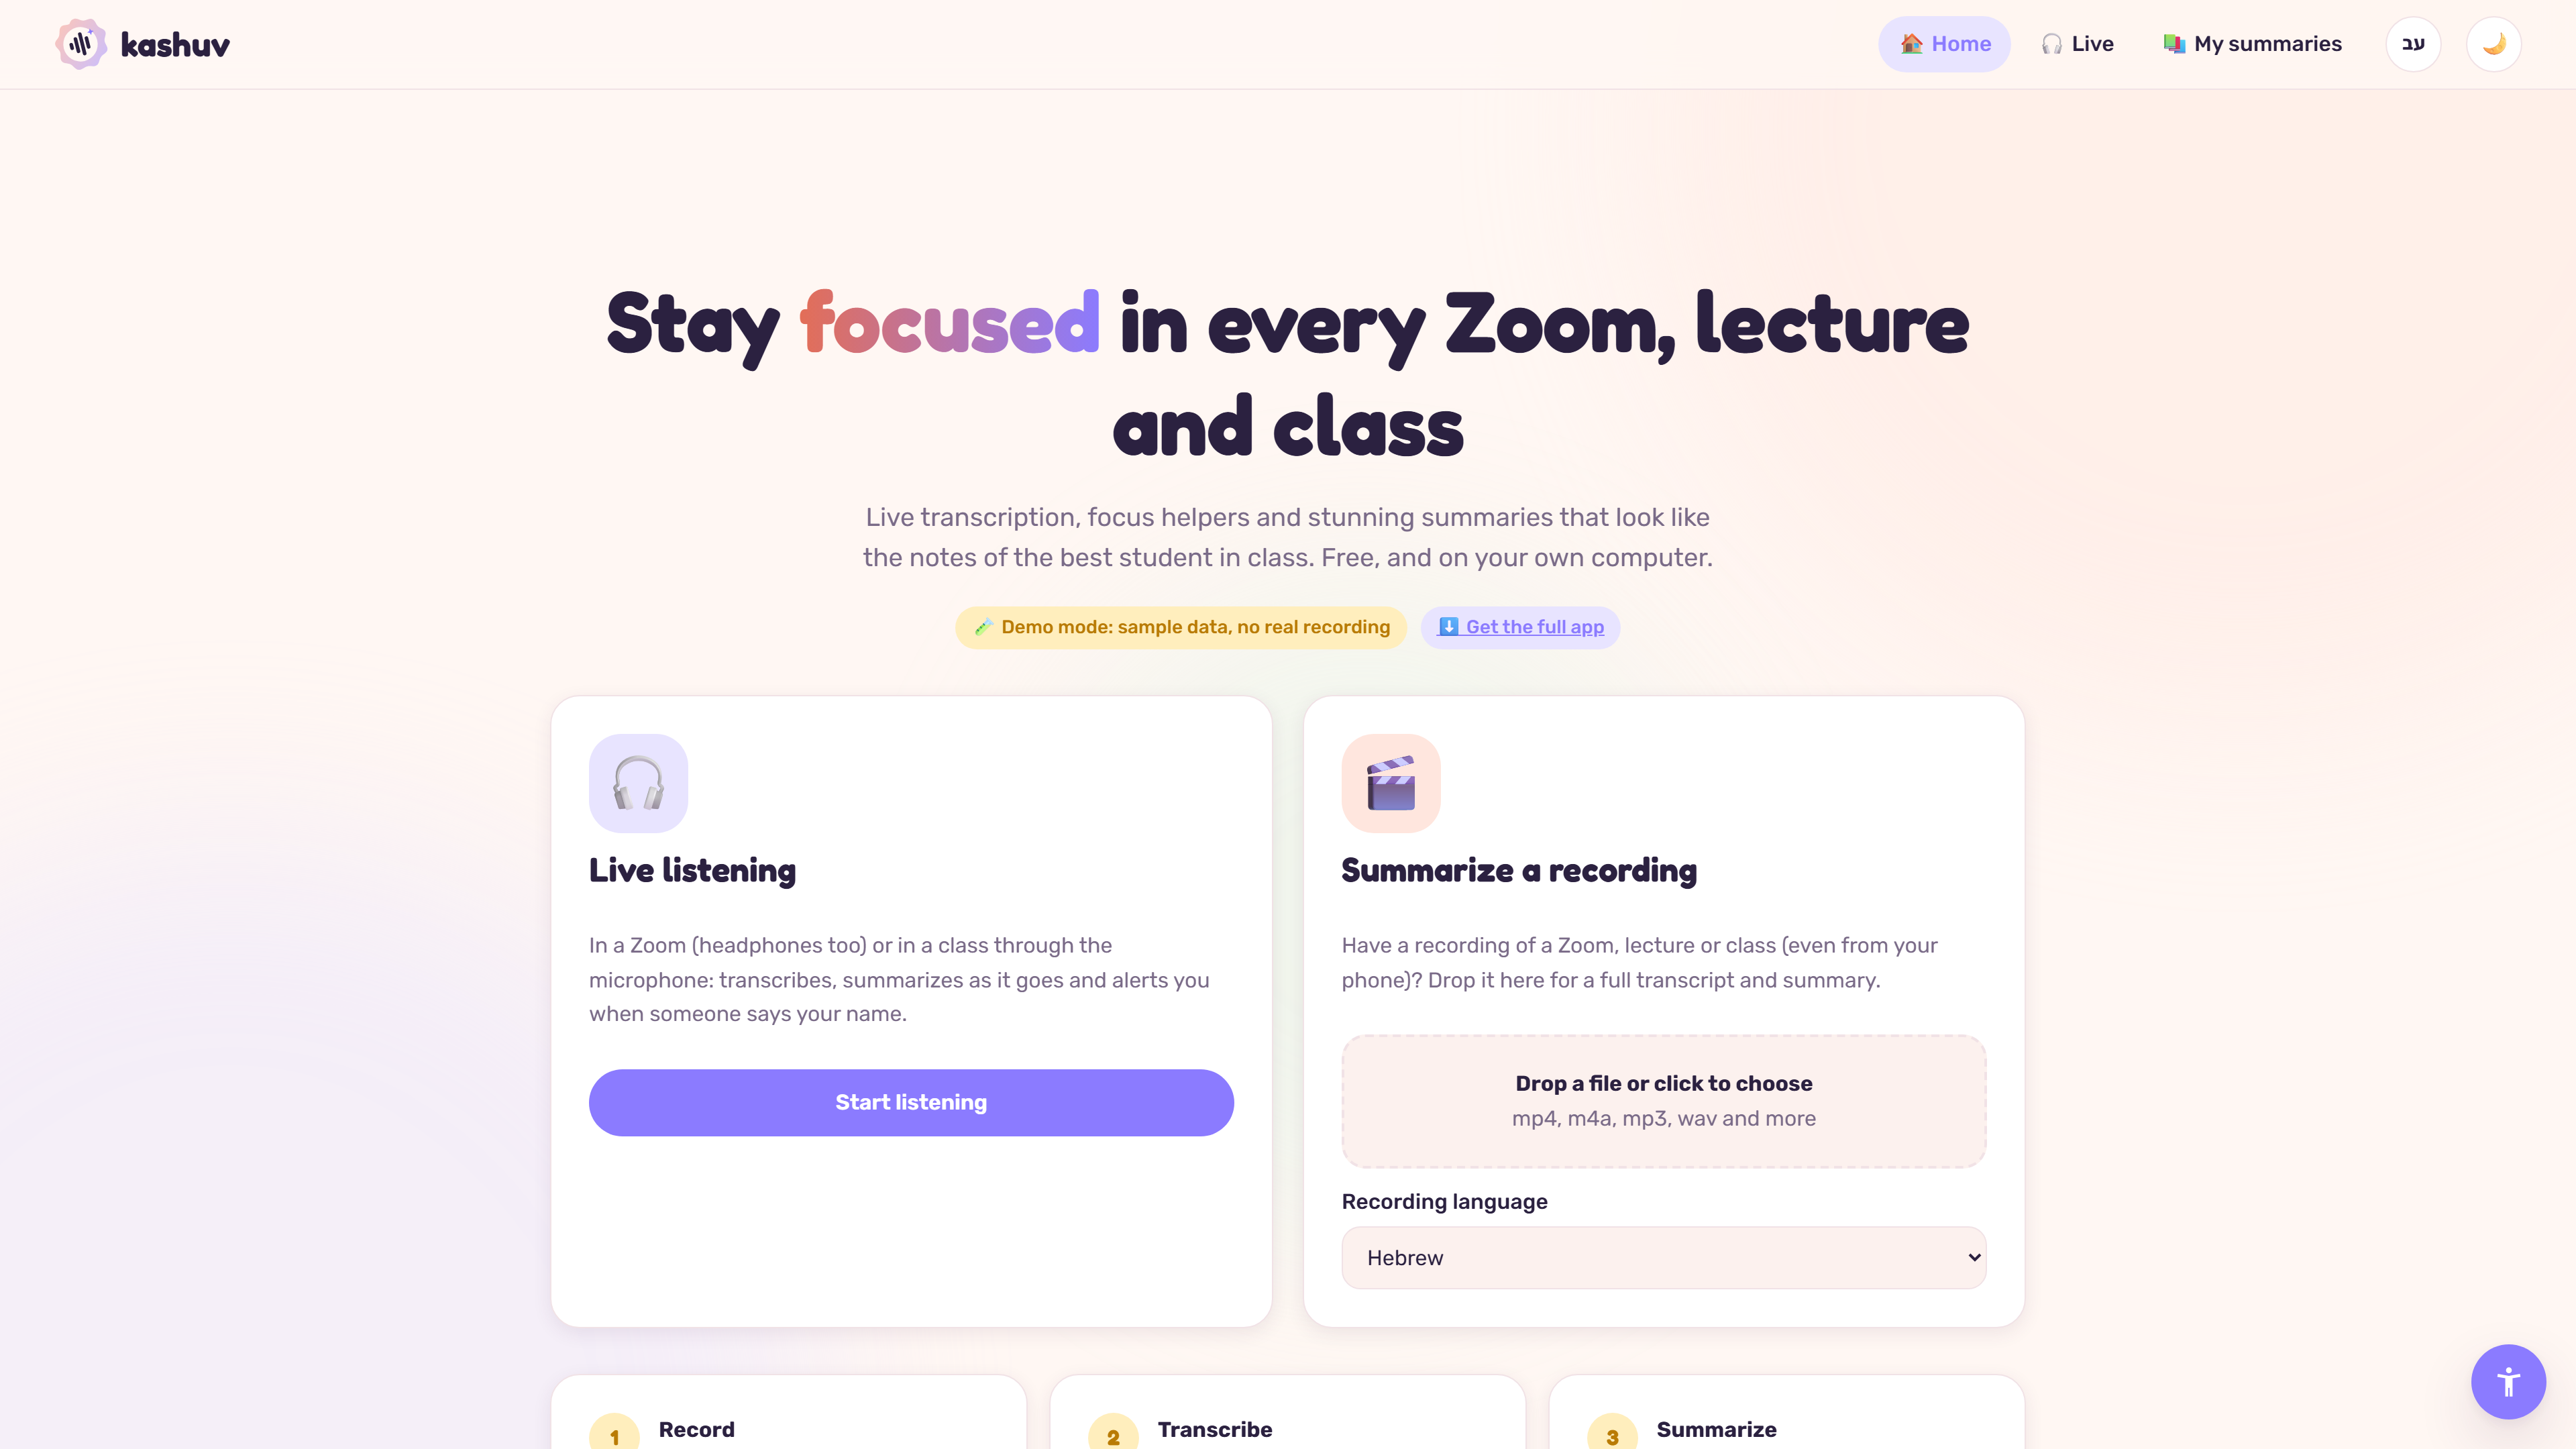 kashuv
Home
Live
My summaries
עב
Stay focused in every Zoom, lecture
and class
Live transcription, focus helpers and stunning summaries that look like
the notes of the best student in class. Free, and on your own computer.
Demo mode: sample data, no real recording
Get the full app
Live listening
In a Zoom (headphones too) or in a class through the
microphone: transcribes, summarizes as it goes and alerts you
when someone says your name.
Start listening
Summarize a recording
Have a recording of a Zoom, lecture or class (even from your
phone)? Drop it here for a full transcript and summary.
Drop a file or click to choose
mp4, m4a, mp3, wav and more
Recording language
Hebrew
1
Record
2
Transcribe
3
Summarize